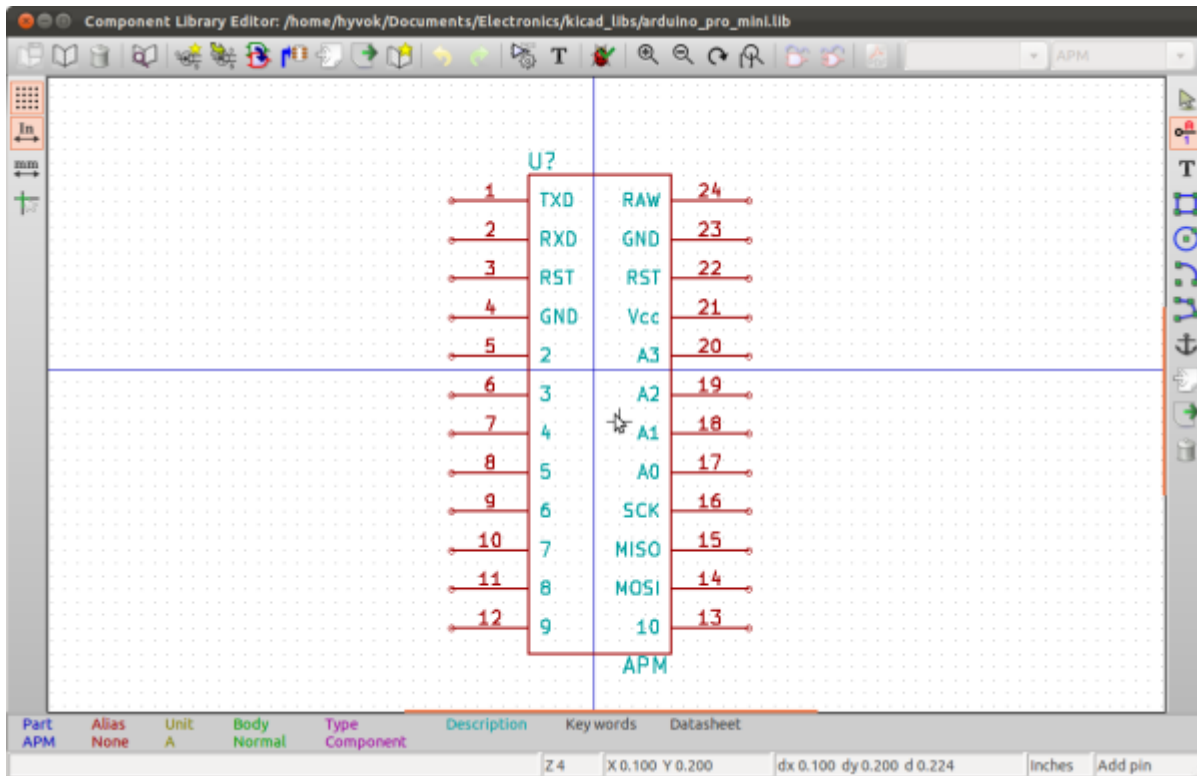 Component Library Editor: /home/hyvok/Documents/Electronics/kicad_libs/arduino_pro_mini.lib
T APM
In
mm
T
U?
1 TXD RAW 24
2 RXD GND 23
3 RST RST 22
4 GND Vcc 21
5 2 A3 20
6 3 A2 19
7 4 A1 18
8 5 A0 17
9 6 SCK 16
10 7 MISO 15
11 8 MOSI 14
12 9 10 13
APM
Part Alias Unit Body Type Description Key words Datasheet
APM None A Normal Component
Z 4 X 0.100 Y 0.200 dx 0.100 dy 0.200 d 0.224 Inches Add pin